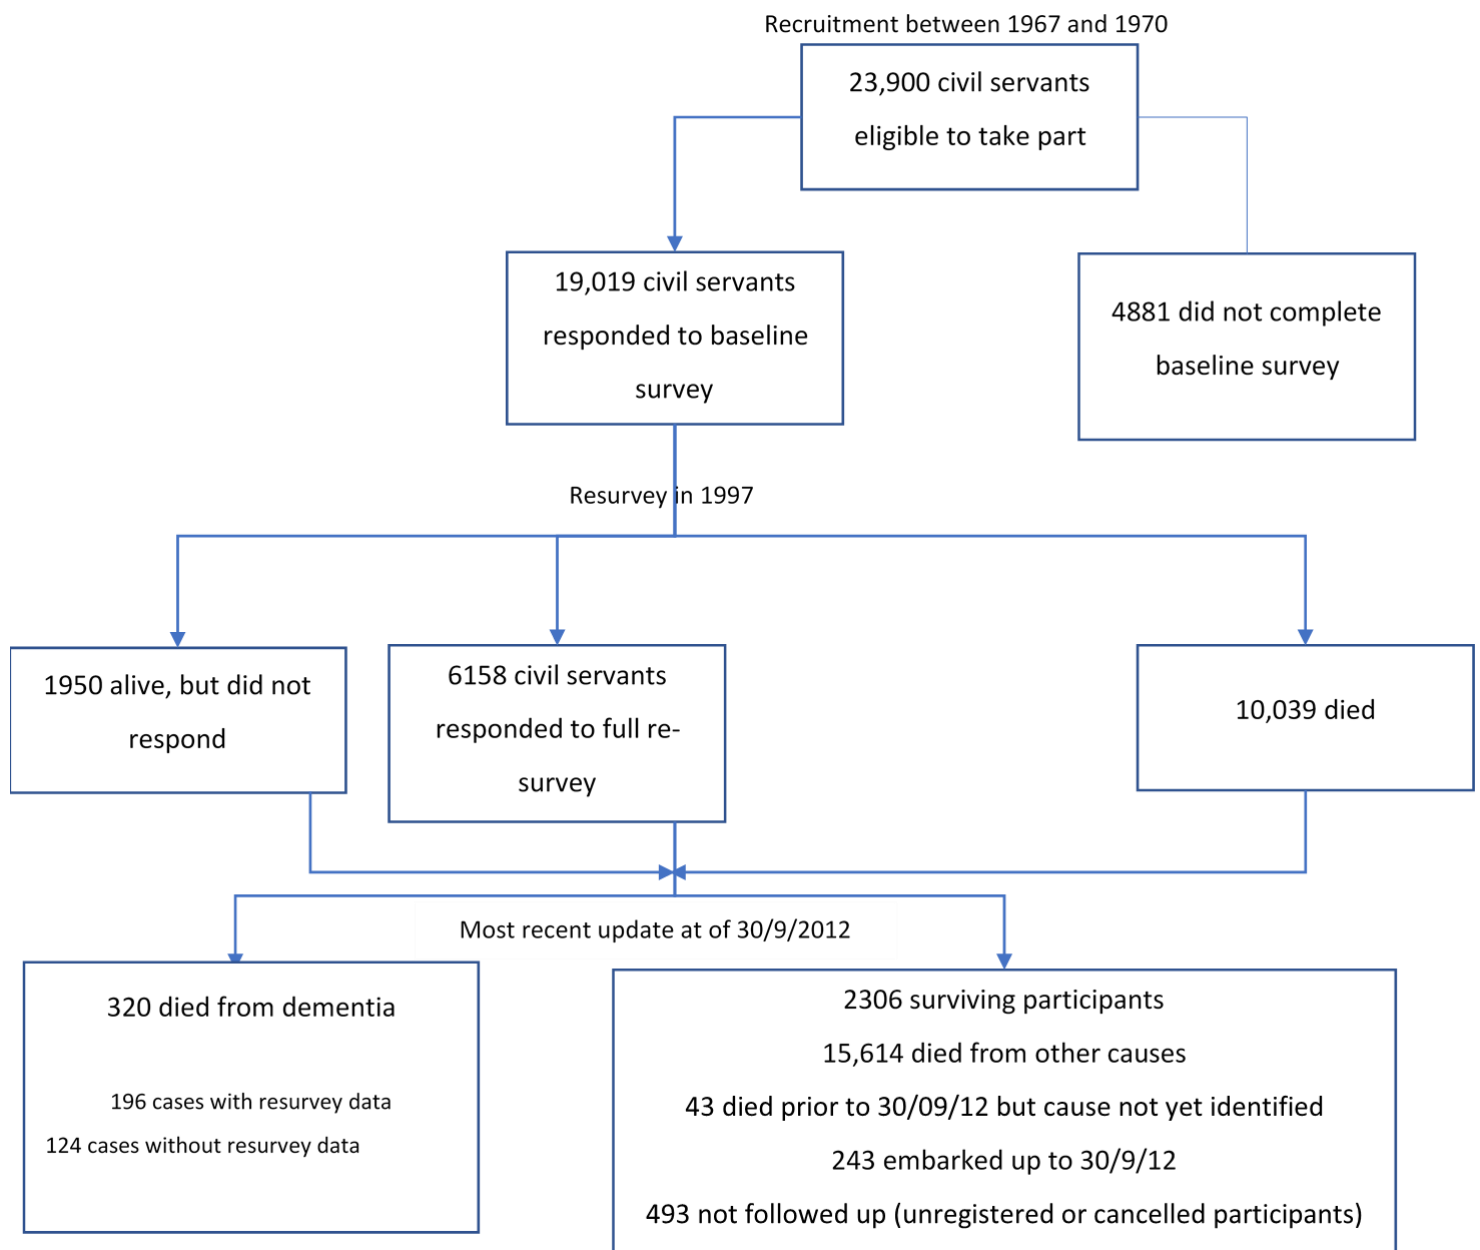 Recruitment between 1967 and 1970
23,900 civil servants
eligible to take part
19,019 civil servants
responded to baseline
survey
4881 did not complete
baseline survey
Resurvey in 1997
1950 alive, but did not
respond
6158 civil servants
responded to full re-
survey
10,039 died
Most recent update at of 30/9/2012
320 died from dementia
196 cases with resurvey data
124 cases without resurvey data
2306 surviving participants
15,614 died from other causes
43 died prior to 30/09/12 but cause not yet identified
243 embarked up to 30/9/12
493 not followed up (unregistered or cancelled participants)